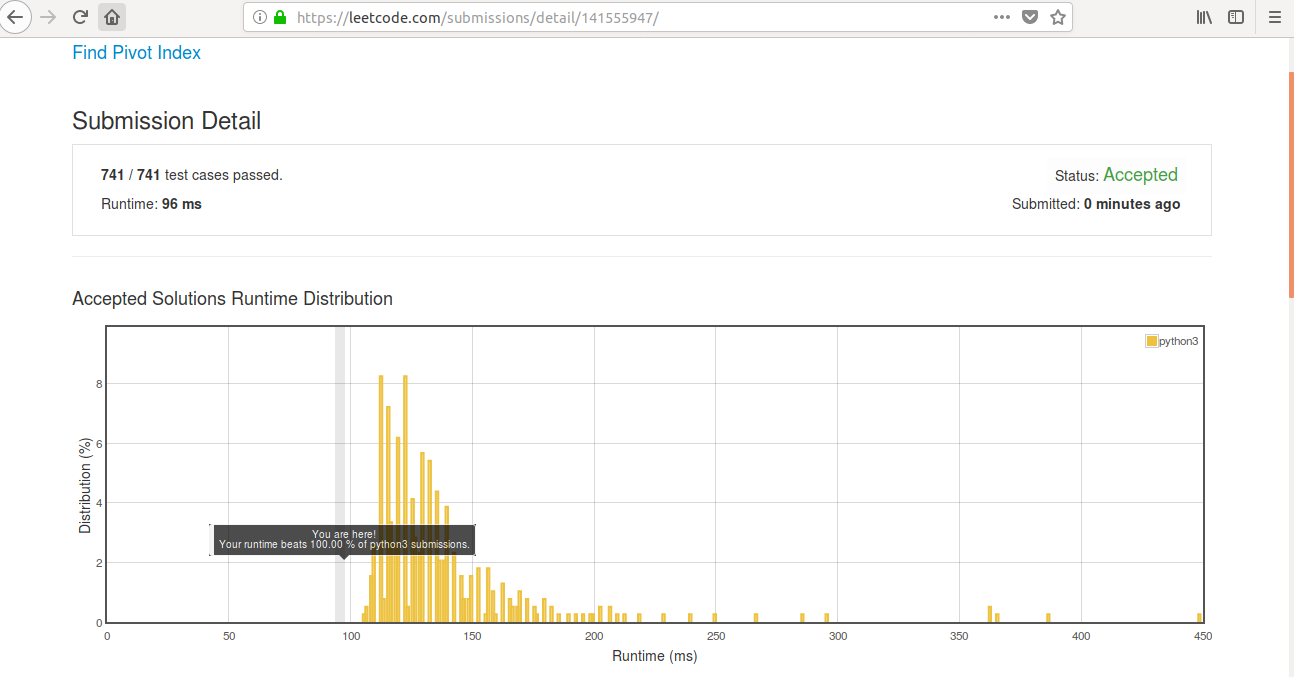 https://leetcode.com/submissions/detail/141555947/
Find Pivot Index
Submission Detail
741 / 741 test cases passed.
Status: Accepted
Runtime: 96 ms
Submitted: 0 minutes ago
Accepted Solutions Runtime Distribution
python3
8
6
4
2
0
Distribution (%)
You are here!
Your runtime beats 100.00 % of python3 submissions.
0 50 100 150 200 250 300 350 400 450
Runtime (ms)